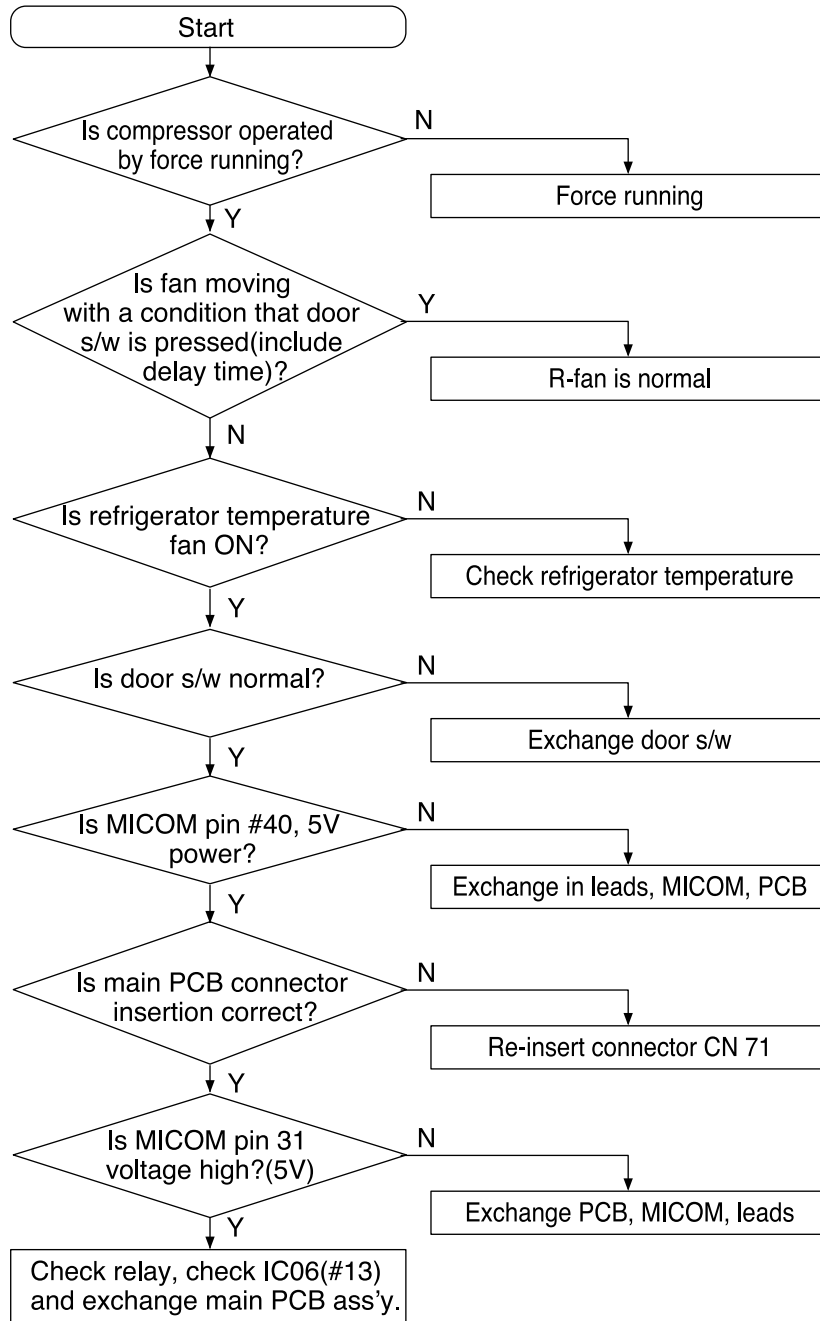 Start
Is compressor operated
by force running?
N
Force running
Y
Is fan moving
with a condition that door
s/w is pressed(include
delay time)?
Y
R-fan is normal
N
Is refrigerator temperature
fan ON?
N
Check refrigerator temperature
Y
Is door s/w normal?
N
Exchange door s/w
Y
Is MICOM pin #40, 5V
power?
N
Exchange in leads, MICOM, PCB
Y
Is main PCB connector
insertion correct?
N
Re-insert connector CN 71
Y
Is MICOM pin 31
voltage high?(5V)
N
Exchange PCB, MICOM, leads
Y
Check relay, check IC06(#13)
and exchange main PCB ass'y.